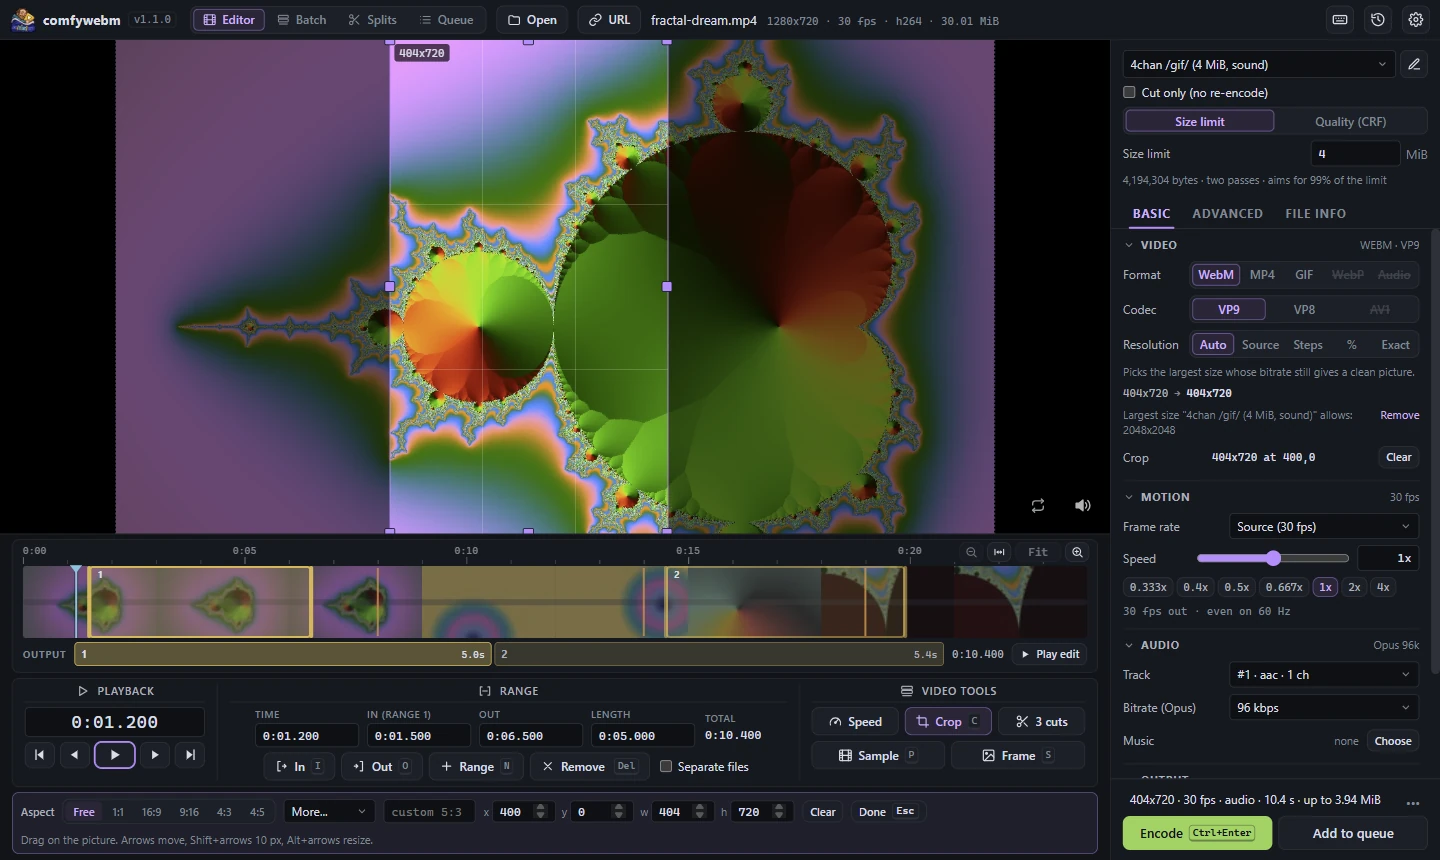 comfywebm v1.1.0 Editor Batch Splits Queue Open URL fractal-dream.mp4 1280x720 · 30 fps · h264 · 30.01 MiB
404x720
4chan /gif/ (4 MiB, sound)
Cut only (no re-encode)
Size limit Quality (CRF)
Size limit 4 MiB
4,194,304 bytes · two passes · aims for 99% of the limit
BASIC ADVANCED FILE INFO
VIDEO WEBM · VP9
Format WebM MP4 GIF WebP Audio
Codec VP9 VP8 AV1
Resolution Auto Source Steps % Exact
Picks the largest size whose bitrate still gives a clean picture.
404x720 → 404x720
Largest size "4chan /gif/ (4 MiB, sound)" allows: Remove
2048x2048
Crop 404x720 at 400,0 Clear
MOTION 30 fps
Frame rate Source (30 fps)
Speed 1x
0.333x 0.4x 0.5x 0.667x 1x 2x 4x
30 fps out · even on 60 Hz
AUDIO Opus 96k
Track #1 · aac · 1 ch
Bitrate (Opus) 96 kbps
Music none Choose
OUTPUT
404x720 · 30 fps · audio · 10.4 s · up to 3.94 MiB ...
Encode Ctrl+Enter Add to queue
0:00 0:05 0:10 0:15 0:20 Fit
1 2
OUTPUT 1 5.0s 2 5.4s 0:10.400 Play edit
PLAYBACK RANGE VIDEO TOOLS
TIME IN (RANGE 1) OUT LENGTH TOTAL
0:01.200 0:01.200 0:01.500 0:06.500 0:05.000 0:10.400
Speed Crop C 3 cuts
In I Out O Range N Remove Del Separate files
Sample P Frame S
Aspect Free 1:1 16:9 9:16 4:3 4:5 More... custom 5:3 x 400 y 0 w 404 h 720 Clear Done Esc
Drag on the picture. Arrows move, Shift+arrows 10 px, Alt+arrows resize.